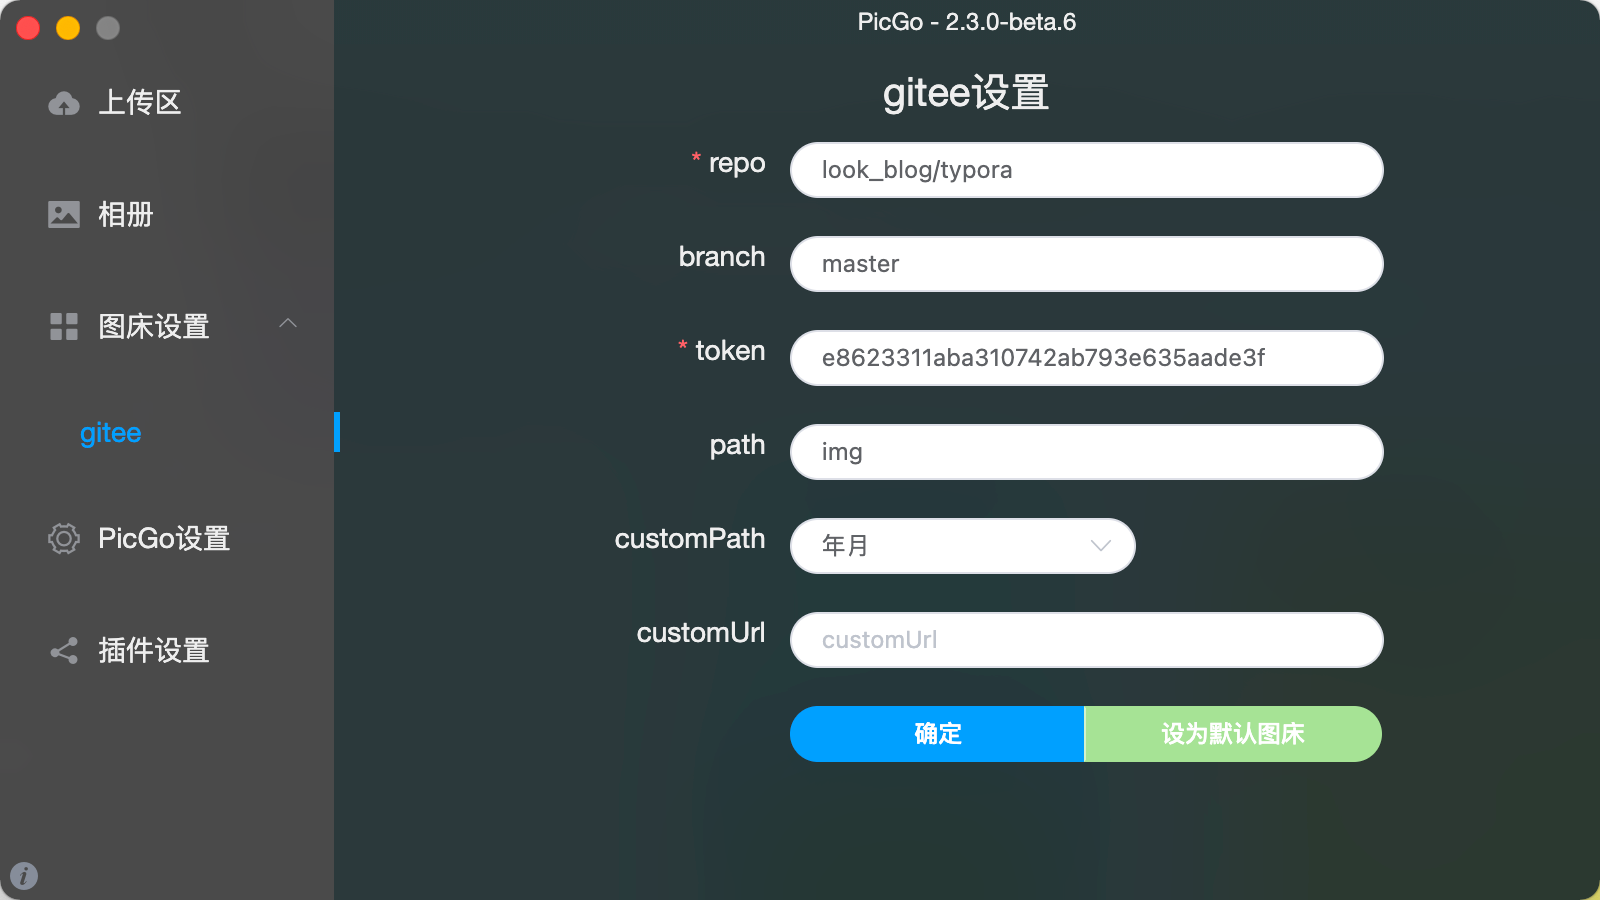 PicGo - 2.3.0-beta.6
上传区
相册
图床设置
gitee
PicGo设置
插件设置
gitee设置
* repo
look_blog/typora
branch
master
* token
e8623311aba310742ab793e635aade3f
path
img
customPath
年月
customUrl
customUrl
确定
设为默认图床